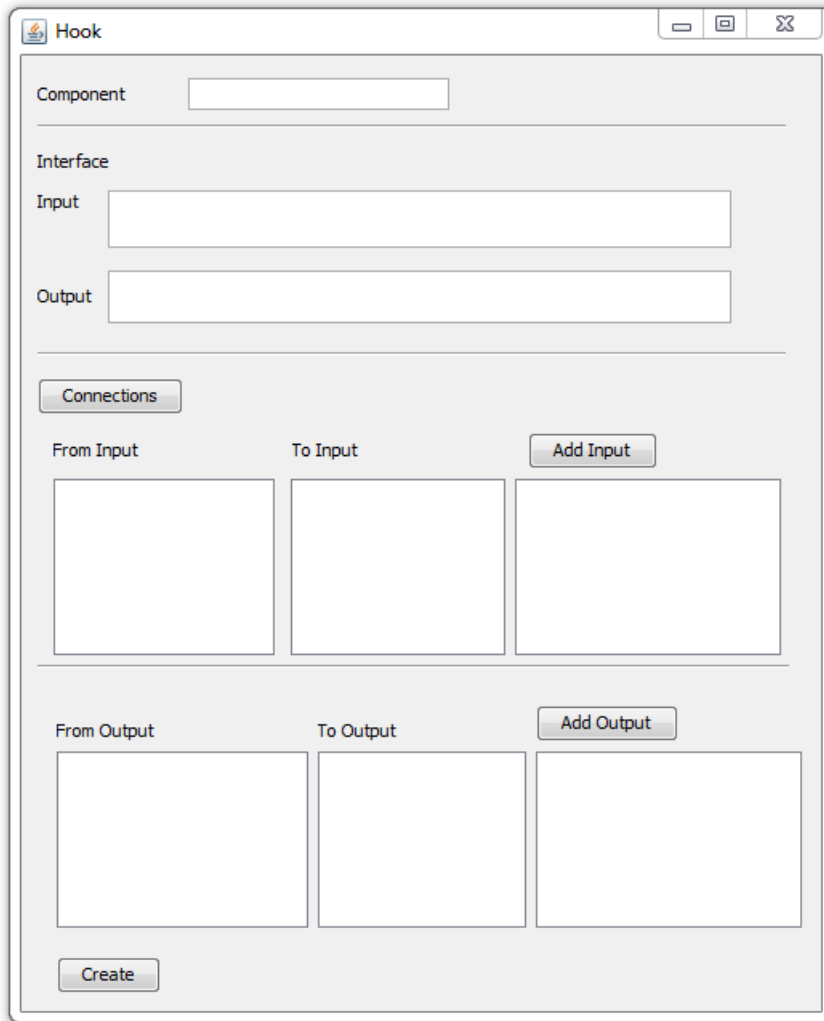 Hook
Component
Interface
Input
Output
Connections
From Input To Input Add Input
From Output To Output Add Output
Create